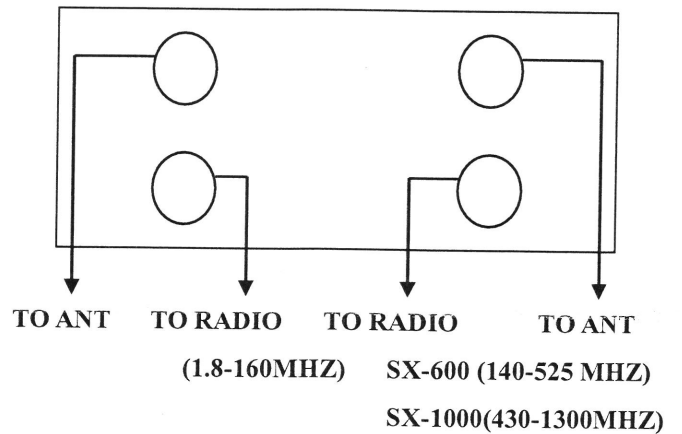 TO ANT TO RADIO TO RADIO TO ANT
(1.8-160MHZ) SX-600 (140-525 MHZ)
SX-1000(430-1300MHZ)